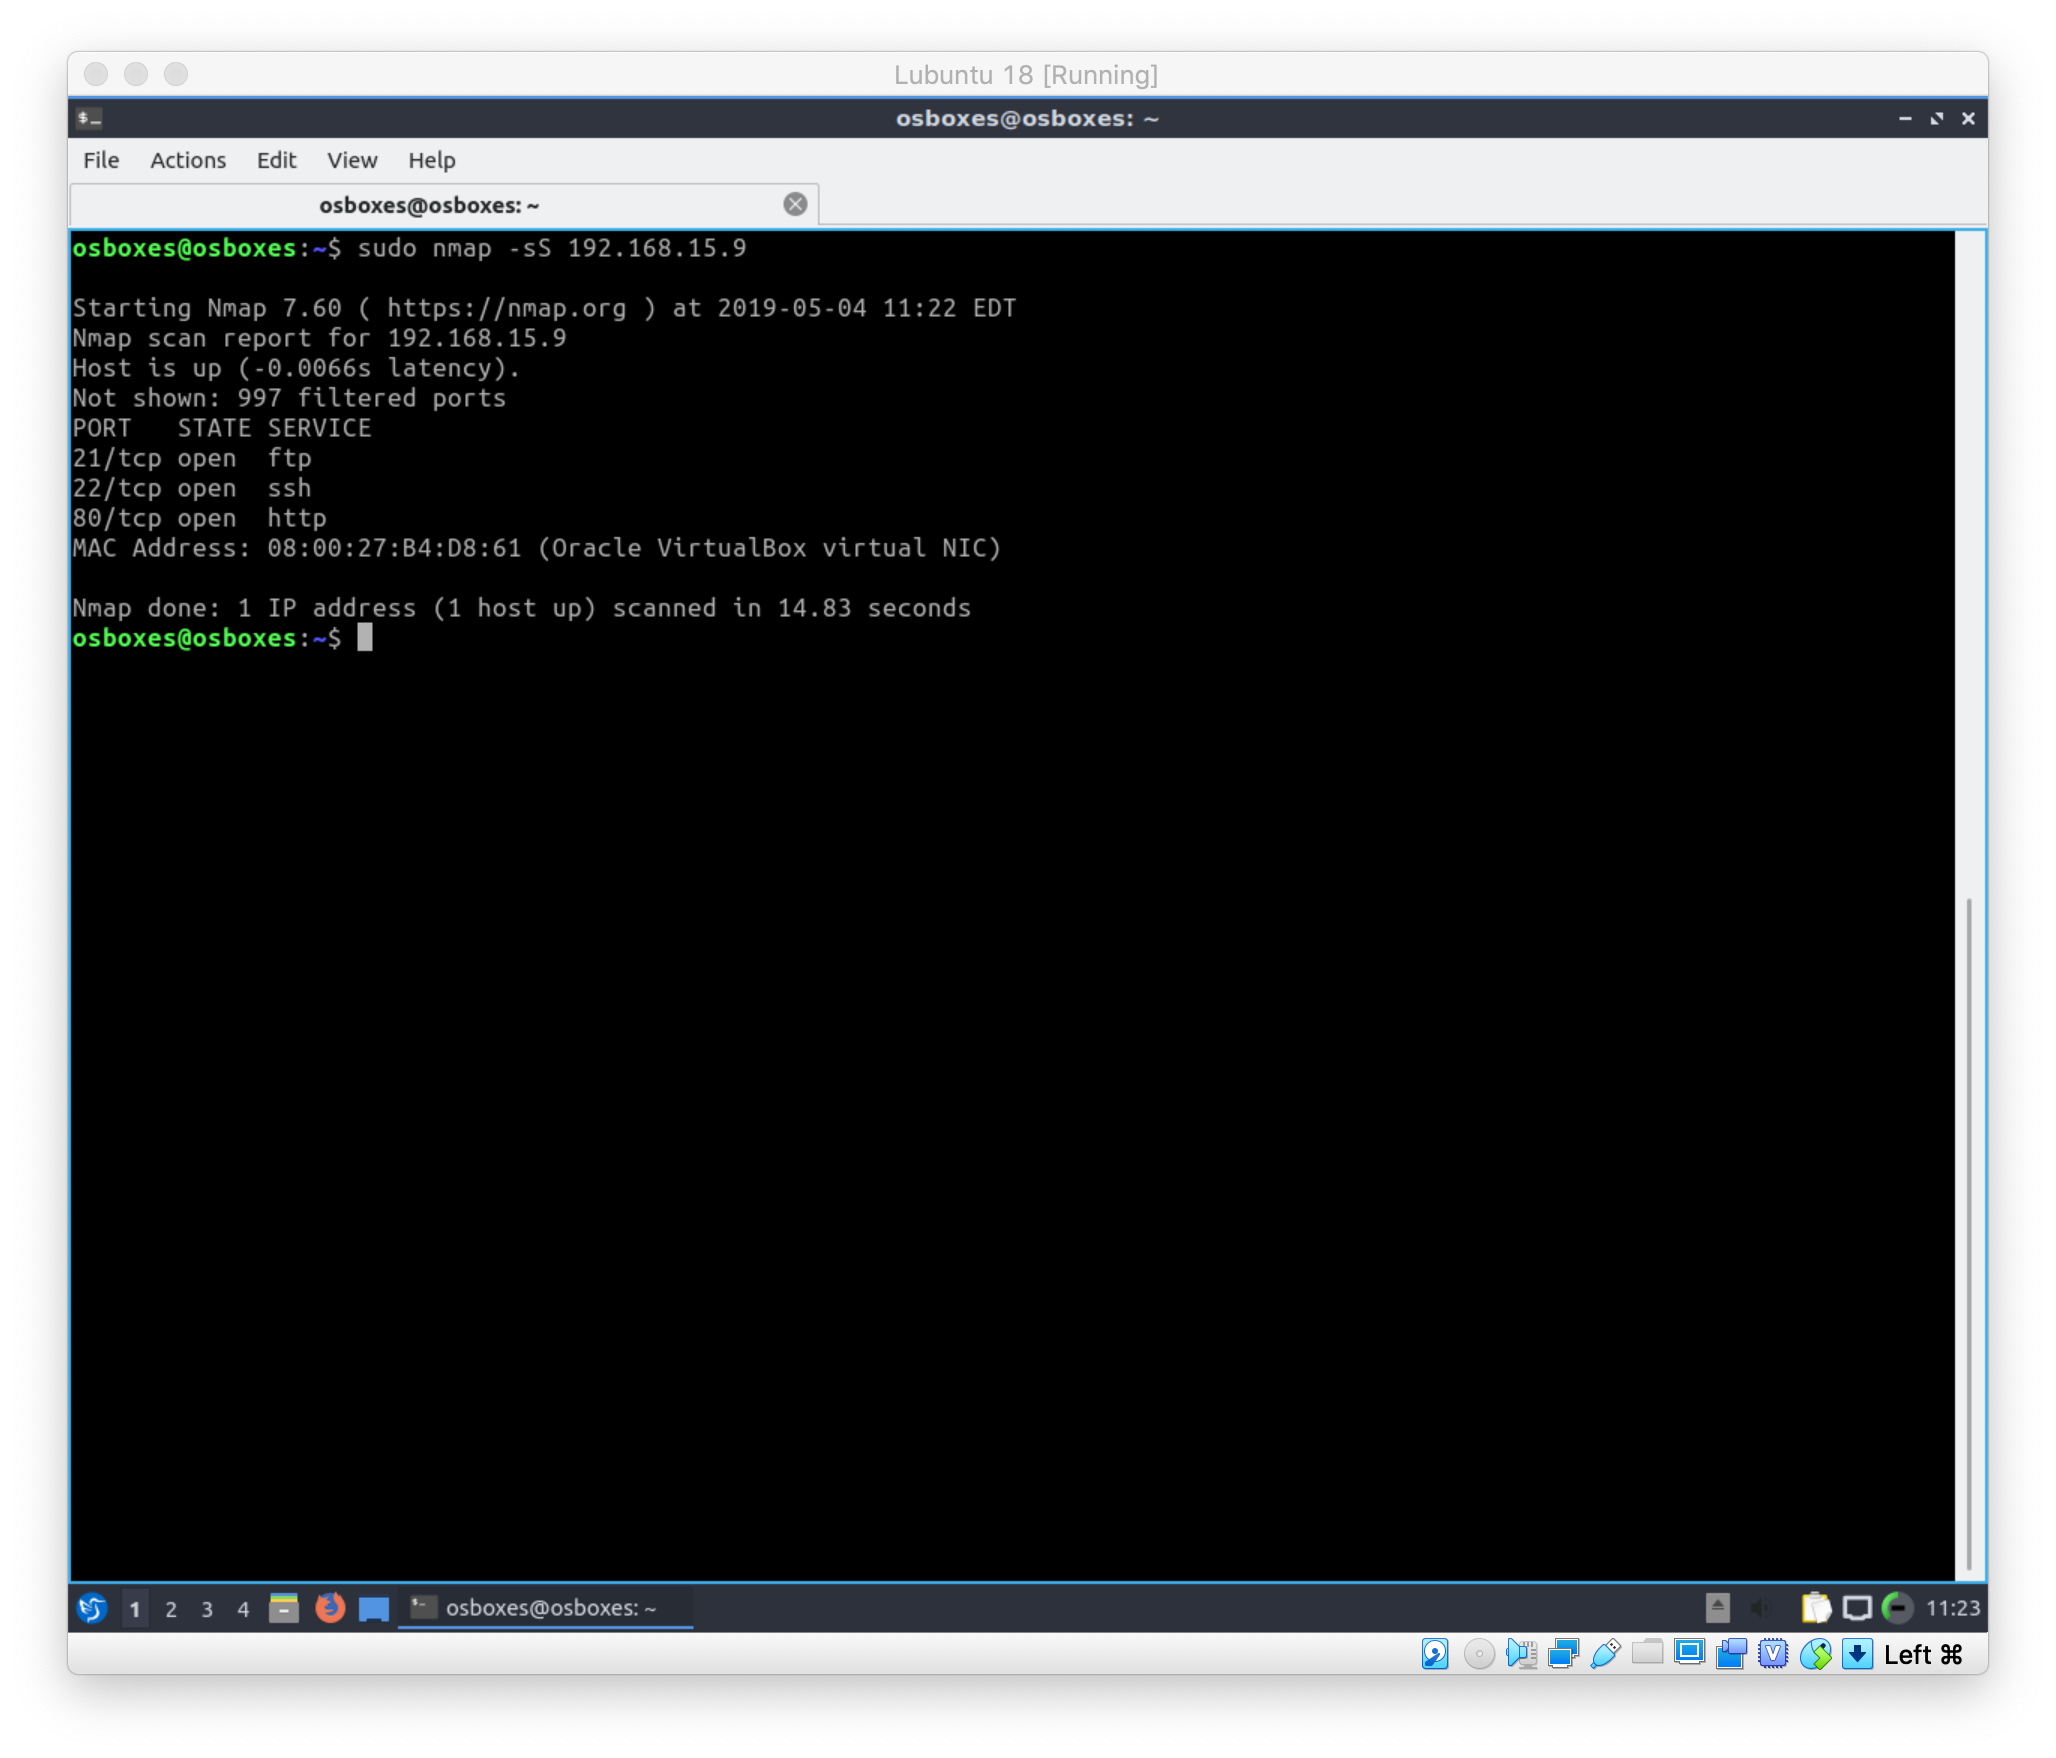 Lubuntu 18 [Running]
osboxes@osboxes: ~
File Actions Edit View Help
osboxes@osboxes: ~
osboxes@osboxes:~$ sudo nmap -sS 192.168.15.9
Starting Nmap 7.60 ( https://nmap.org ) at 2019-05-04 11:22 EDT
Nmap scan report for 192.168.15.9
Host is up (-0.0066s latency).
Not shown: 997 filtered ports
PORT   STATE SERVICE
21/tcp open  ftp
22/tcp open  ssh
80/tcp open  http
MAC Address: 08:00:27:B4:D8:61 (Oracle VirtualBox virtual NIC)
Nmap done: 1 IP address (1 host up) scanned in 14.83 seconds
osboxes@osboxes:~$
1 2 3 4 osboxes@osboxes: ~ 11:23
Left ⌘